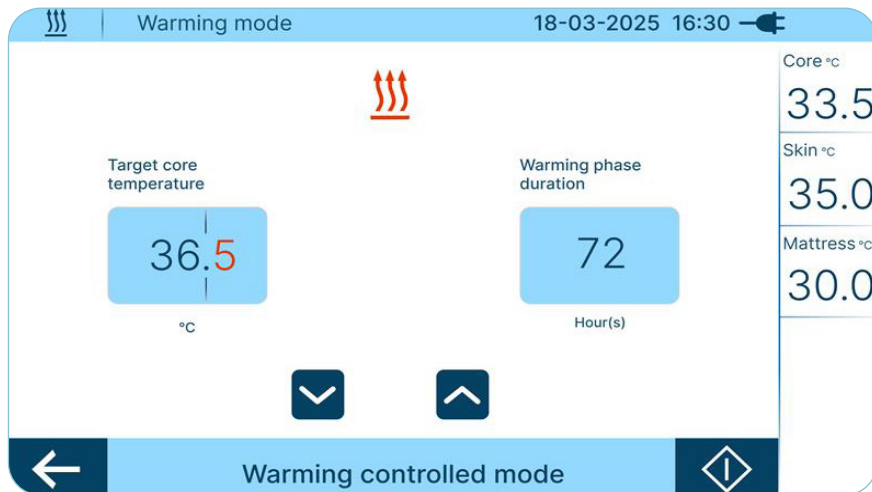 Warming mode
18-03-2025 16:30
Core °C
33.5
Skin °C
35.0
Mattress °C
30.0
Target core
temperature
36.5
°C
Warming phase
duration
72
Hour(s)
Warming controlled mode